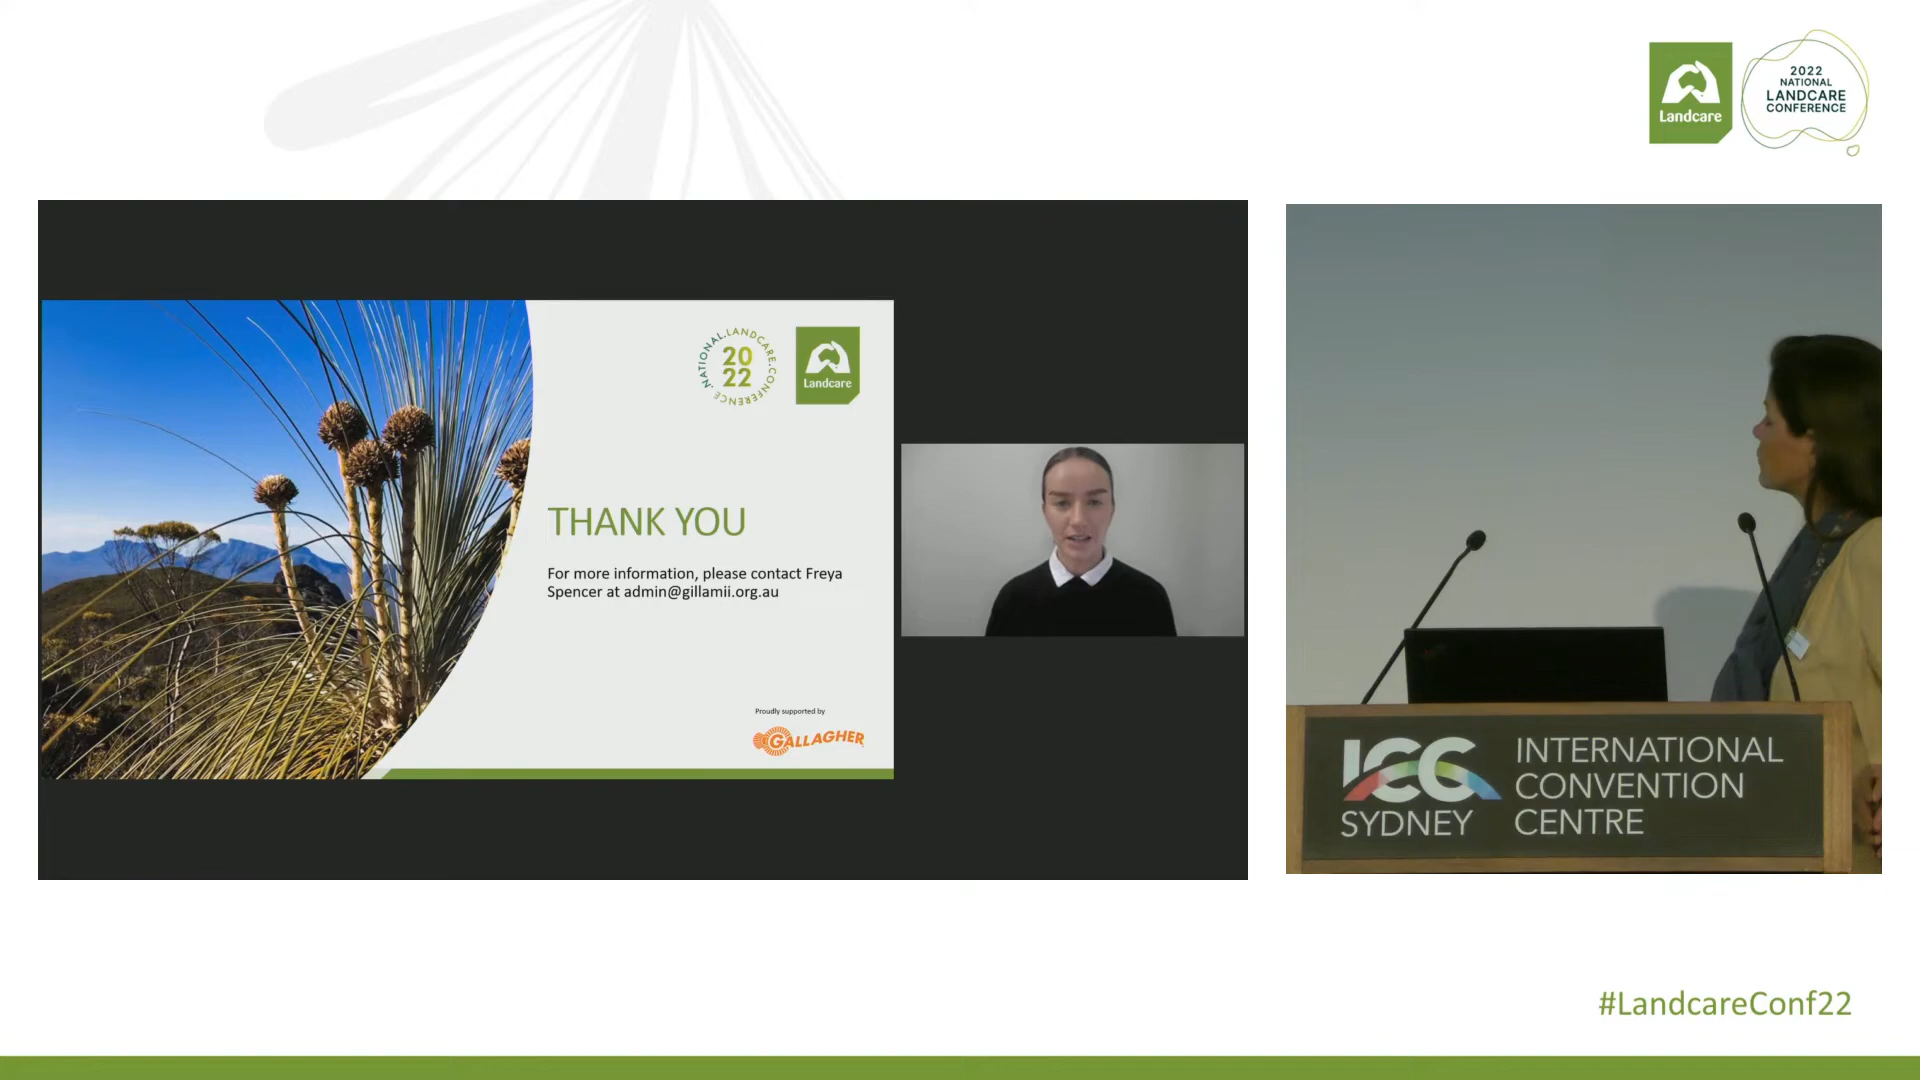 Landcare
2022
NATIONAL
LANDCARE
CONFERENCE
NATIONAL.LANDCARE.CONFERENCE.
20
22
Landcare
THANK YOU
For more information, please contact Freya
Spencer at admin@gillamii.org.au
Proudly supported by
GALLAGHER
ICC
SYDNEY
INTERNATIONAL
CONVENTION
CENTRE
#LandcareConf22